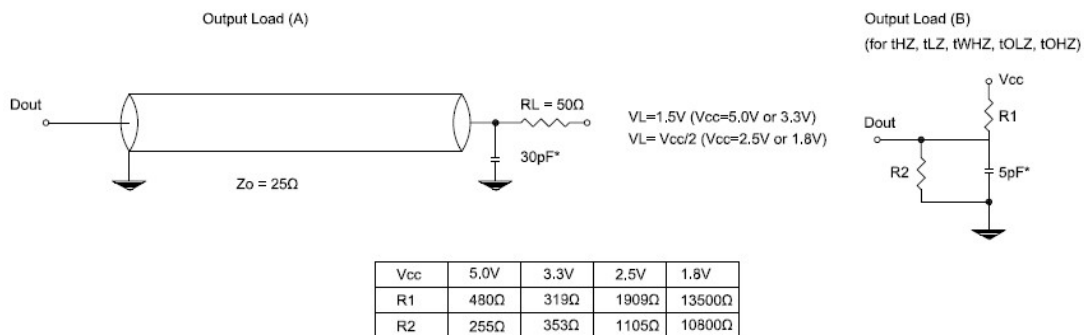 Output Load (A)
Dout
Zo = 25Ω
RL = 50Ω
30pF*
VL=1.5V (Vcc=5.0V or 3.3V)
VL= Vcc/2 (Vcc=2.5V or 1.8V)
Output Load (B)
(for tHZ, tLZ, tWHZ, tOLZ, tOHZ)
Vcc
R1
Dout
R2
5pF*
Vcc 5.0V 3.3V 2.5V 1.8V
R1 480Ω 319Ω 1909Ω 13500Ω
R2 255Ω 353Ω 1105Ω 10800Ω